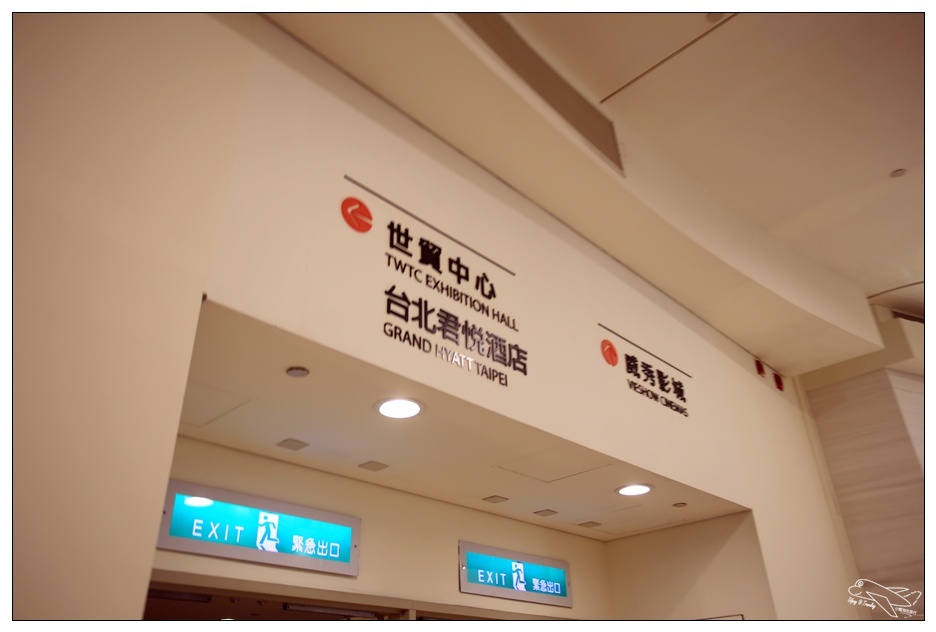 世貿中心
TWTC EXHIBITION HALL
台北君悅酒店
GRAND HYATT TAIPEI
威秀影城
VIESHOW CINEMAS
EXIT 緊急出口
EXIT 緊急出口